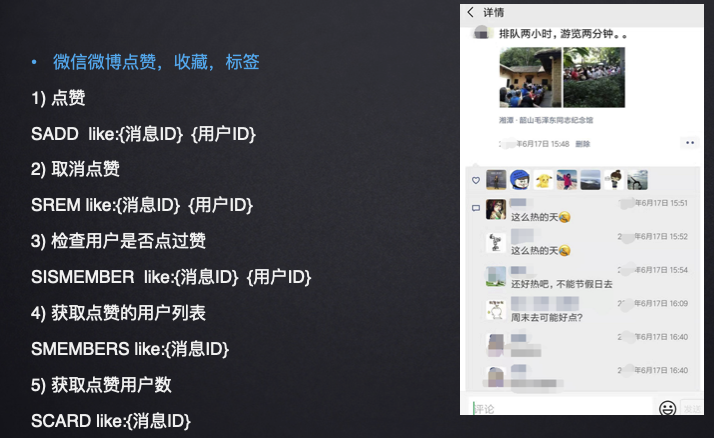 • 微信微博点赞，收藏，标签
1) 点赞
SADD like:{消息ID} {用户ID}
2) 取消点赞
SREM like:{消息ID} {用户ID}
3) 检查用户是否点过赞
SISMEMBER like:{消息ID} {用户ID}
4) 获取点赞的用户列表
SMEMBERS like:{消息ID}
5) 获取点赞用户数
SCARD like:{消息ID}
详情
排队两小时，游览两分钟。。
湘潭·韶山毛泽东同志纪念馆
年6月17日 15:48 删除
年6月17日 15:51
这么热的天
年6月17日 15:52
这么热的天
年6月17日 15:54
还好热吧，不能节假日去
年6月17日 16:09
周末去可能好点?
年6月17日 16:40
年6月17日 16:40
评论
发送